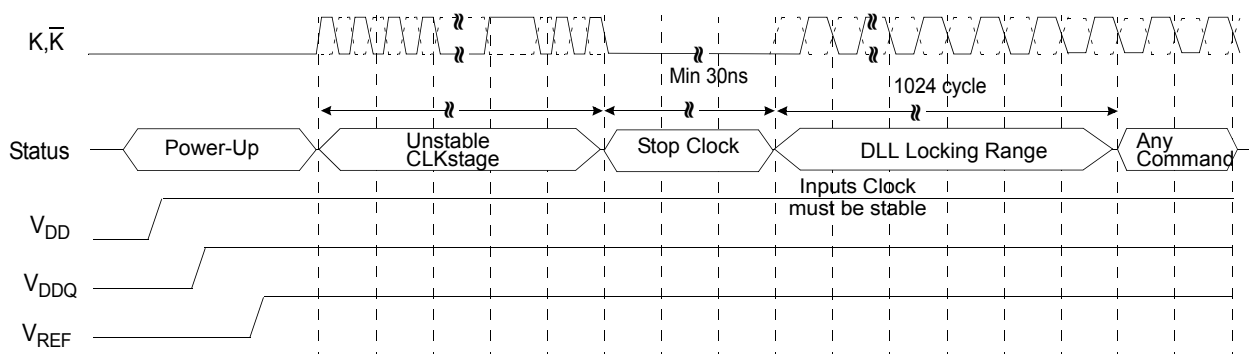 K,K̅
Min 30ns
1024 cycle
Status
Power-Up
Unstable
CLKstage
Stop Clock
DLL Locking Range
Any
Command
Inputs Clock
must be stable
VDD
VDDQ
VREF